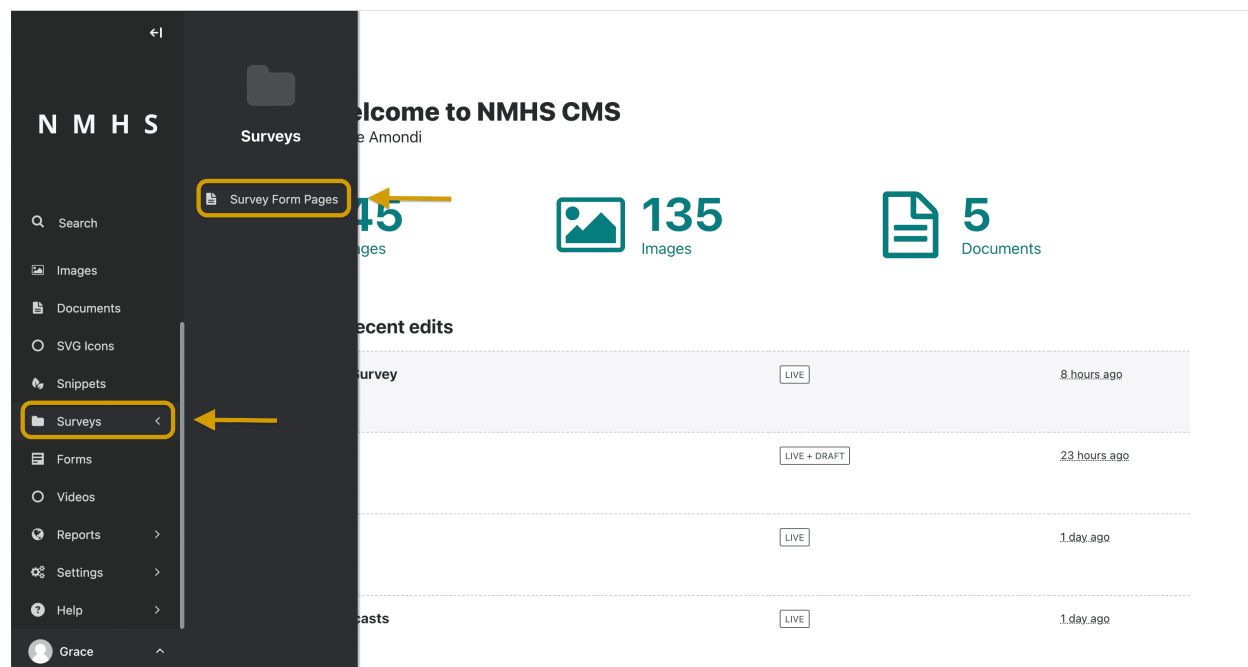 NMHS
Search
Images
Documents
SVG Icons
Snippets
Surveys
Forms
Videos
Reports
Settings
Help
Grace
Surveys
Survey Form Pages
elcome to NMHS CMS
e Amondi
45
ages
135
Images
5
Documents
ecent edits
Survey LIVE 8 hours ago
LIVE + DRAFT 23 hours ago
LIVE 1 day ago
casts LIVE 1 day ago